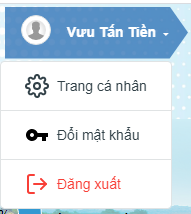 Vưu Tấn Tiền
Trang cá nhân
Đổi mật khẩu
Đăng xuất